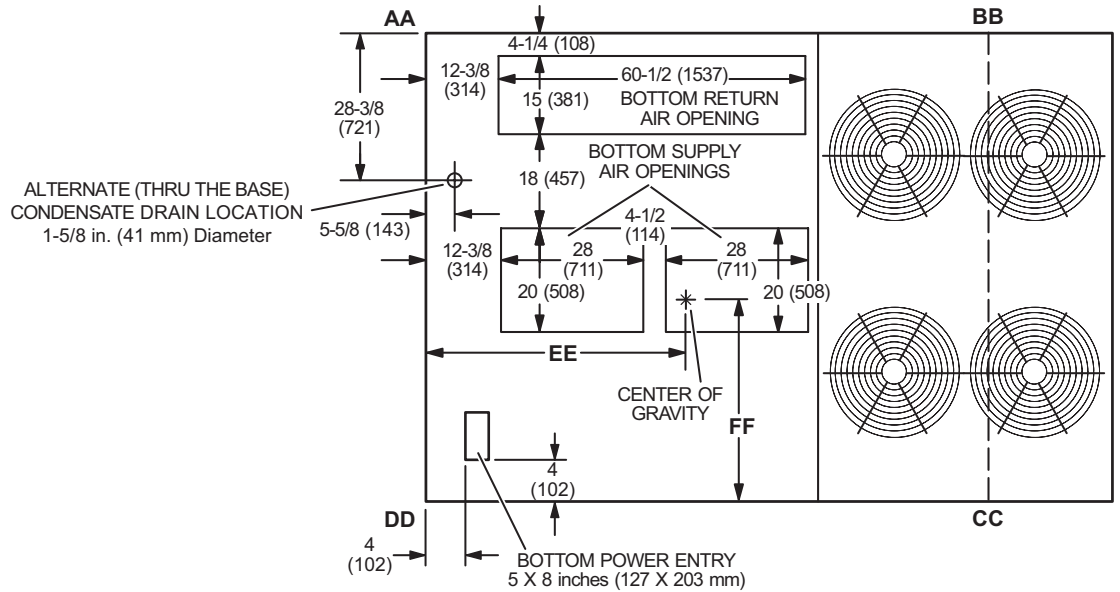 AA
BB
4-1/4 (108)
12-3/8
(314)
60-1/2 (1537)
28-3/8
(721)
15 (381)
BOTTOM RETURN
AIR OPENING
BOTTOM SUPPLY
AIR OPENINGS
18 (457)
ALTERNATE (THRU THE BASE)
CONDENSATE DRAIN LOCATION
1-5/8 in. (41 mm) Diameter
5-5/8 (143)
4-1/2
(114)
12-3/8
(314)
28
(711)
28
(711)
20 (508)
20 (508)
EE
CENTER OF
GRAVITY
FF
4
(102)
DD
CC
4
(102)
BOTTOM POWER ENTRY
5 X 8 inches (127 X 203 mm)